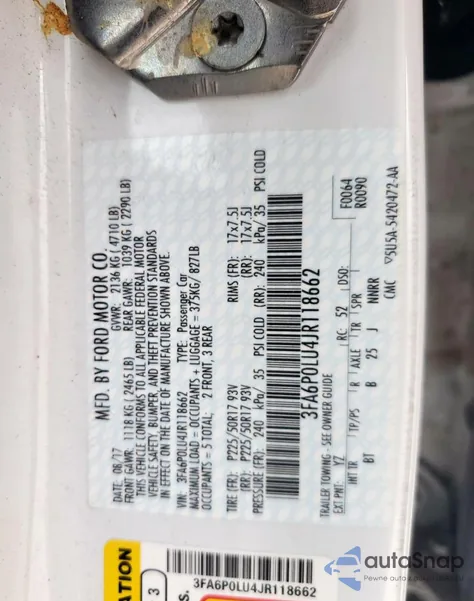 MFD. BY FORD MOTOR CO.
DATE: 08/17 GVWR: 2136 KG ( 4710 LB)
FRONT GAWR: 1118 KG ( 2465 LB) REAR GAWR: 1039 KG ( 2290 LB)
THIS VEHICLE CONFORMS TO ALL APPLICABLE FEDERAL MOTOR
VEHICLE SAFETY, BUMPER, AND THEFT PREVENTION STANDARDS
IN EFFECT ON THE DATE OF MANUFACTURE SHOWN ABOVE.
VIN: 3FA6P0LU4JR118662 TYPE: Passenger Car
MAXIMUM LOAD = OCCUPANTS + LUGGAGE = 375KG/ 827LB
OCCUPANTS = 5 TOTAL: 2 FRONT, 3 REAR
TIRE (FR): P225/50R17 93V RIMS (FR): 17x7.5J
(RR): P225/50R17 93V (RR): 17x7.5J
PRESSURE (FR): 240 kPa/ 35 PSI COLD (RR): 240 kPa/ 35 PSI COLD
3FA6P0LU4JR118662
TRAILER TOWING - SEE OWNER GUIDE F0064
EXT PNT: YZ RC: 52 DSO: R0090
INT TR TP/PS R AXLE TR SPR
BT B 25 J NNRR
CMC ▽5U5A-5420472-AA
ATION
3
S.
3FA6P0LU4JR118662
autoSnap
Pewne auto z